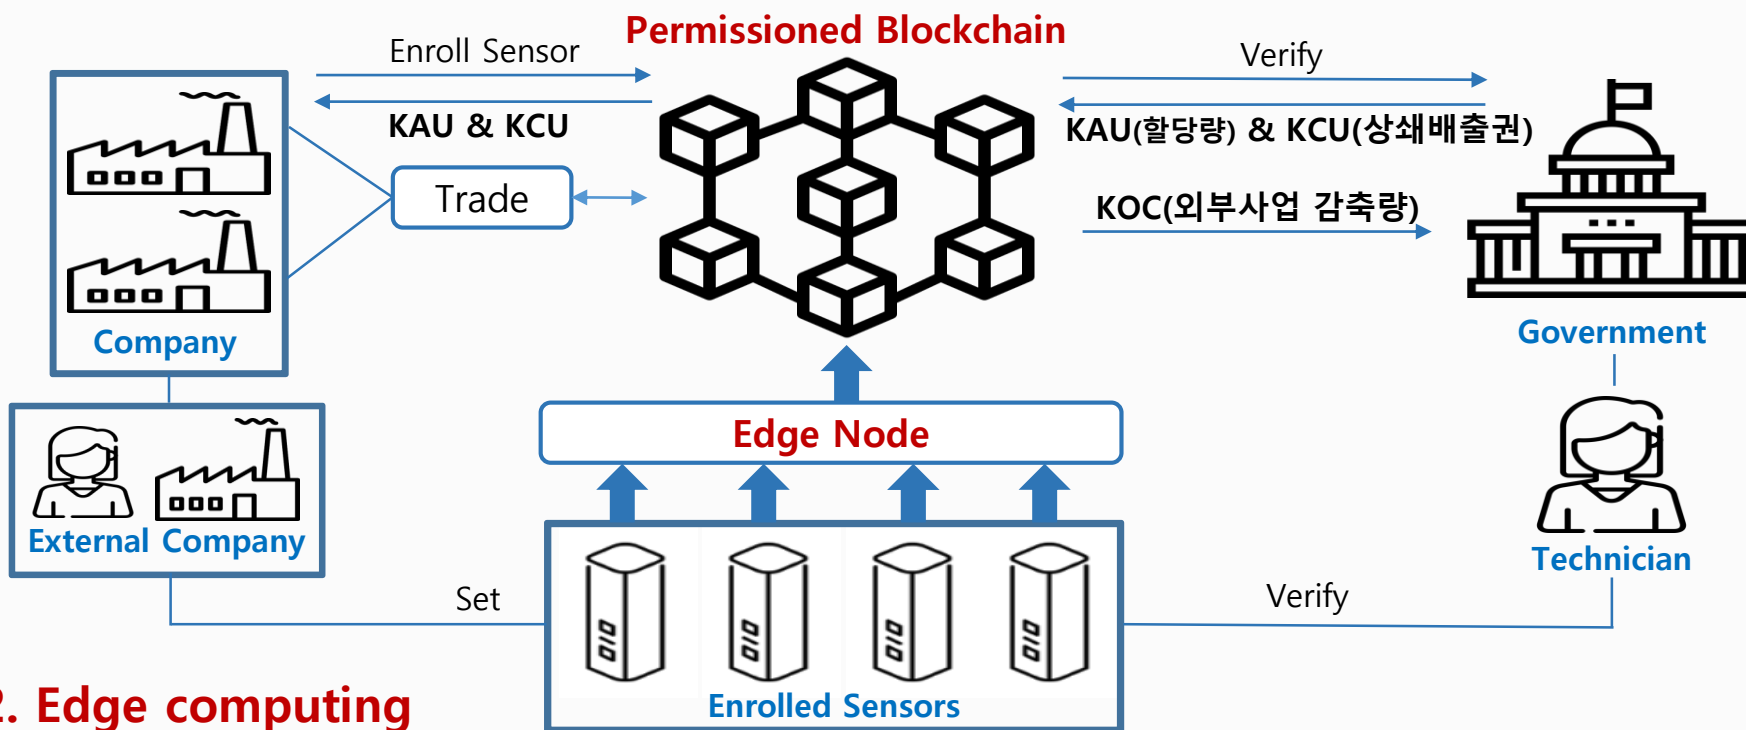 Permissioned Blockchain
Enroll Sensor
Verify
KAU & KCU
KAU(할당량) & KCU(상쇄배출권)
Trade
KOC(외부사업 감축량)
Company
Government
Edge Node
External Company
Technician
Set
Verify
Enrolled Sensors
2. Edge computing